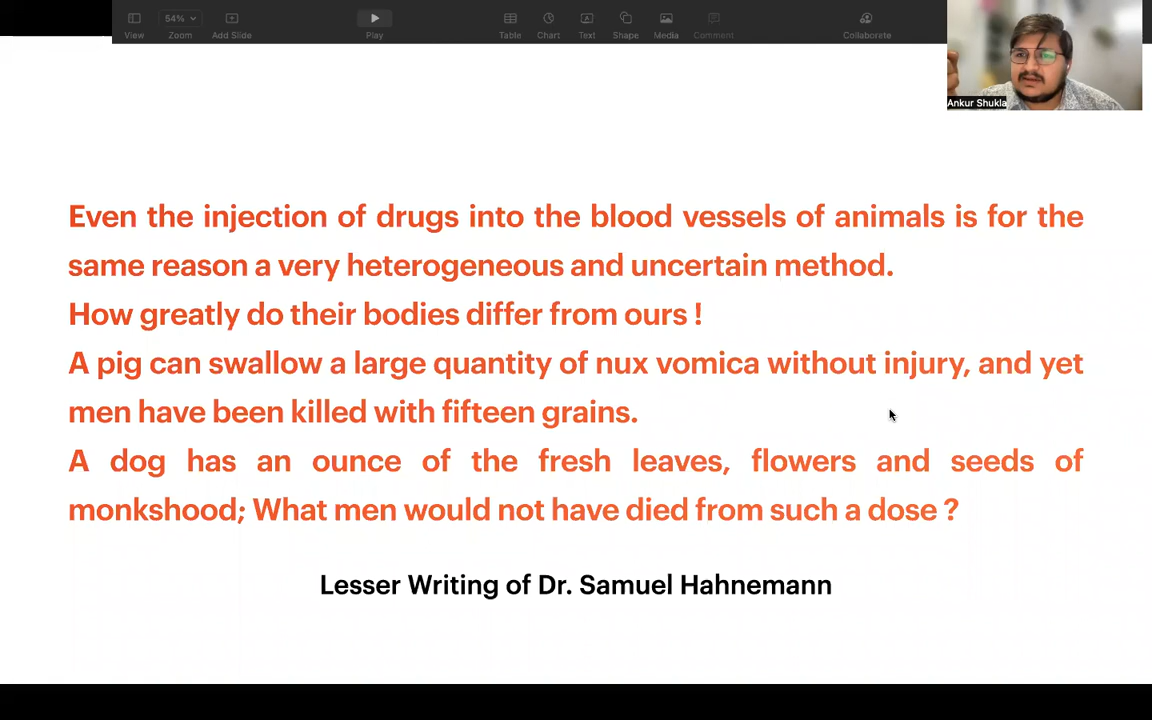 54%
View
Zoom
Add Slide
Play
Table
Chart
Text
Shape
Media
Comment
Collaborate
Ankur Shukla
Even the injection of drugs into the blood vessels of animals is for the
same reason a very heterogeneous and uncertain method.
How greatly do their bodies differ from ours !
A pig can swallow a large quantity of nux vomica without injury, and yet
men have been killed with fifteen grains.
A dog has an ounce of the fresh leaves, flowers and seeds of
monkshood; What men would not have died from such a dose ?
Lesser Writing of Dr. Samuel Hahnemann